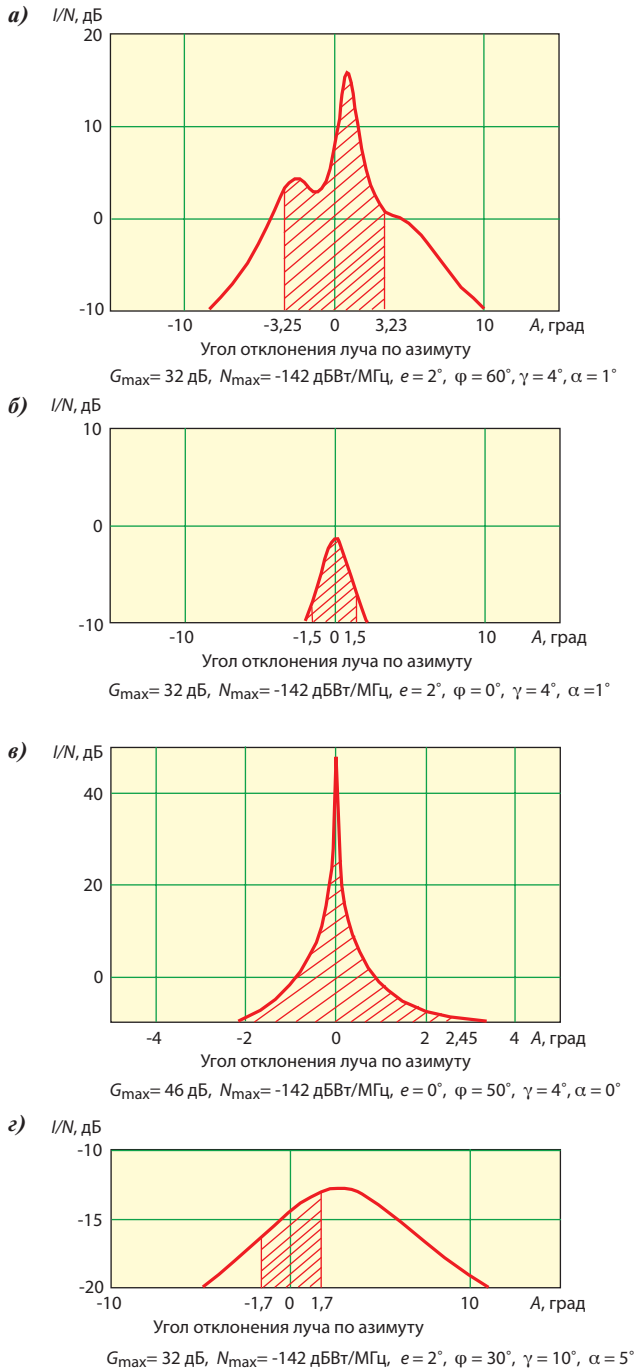 а) I/N, дБ
20
10
0
-10
-10 -3,25 0 3,23 10 A, град
Угол отклонения луча по азимуту
Gmax= 32 дБ, Nmax= -142 дБВт/МГц, e = 2˚, φ = 60˚, γ = 4˚, α = 1˚
б) I/N, дБ
10
0
-10
-10 -1,5 0 1,5 10 A, град
Угол отклонения луча по азимуту
Gmax= 32 дБ, Nmax= -142 дБВт/МГц, e = 2˚, φ = 0˚, γ = 4˚, α =1˚
в) I/N, дБ
40
20
0
-4 -2 0 2 2,45 4 A, град
Угол отклонения луча по азимуту
Gmax= 46 дБ, Nmax= -142 дБВт/МГц, e = 0˚, φ = 50˚, γ = 4˚, α = 0˚
г) I/N, дБ
-10
-15
-20
-10 -1,7 0 1,7 10 A, град
Угол отклонения луча по азимуту
Gmax= 32 дБ, Nmax= -142 дБВт/МГц, e = 2˚, φ = 30˚, γ = 10˚, α = 5˚